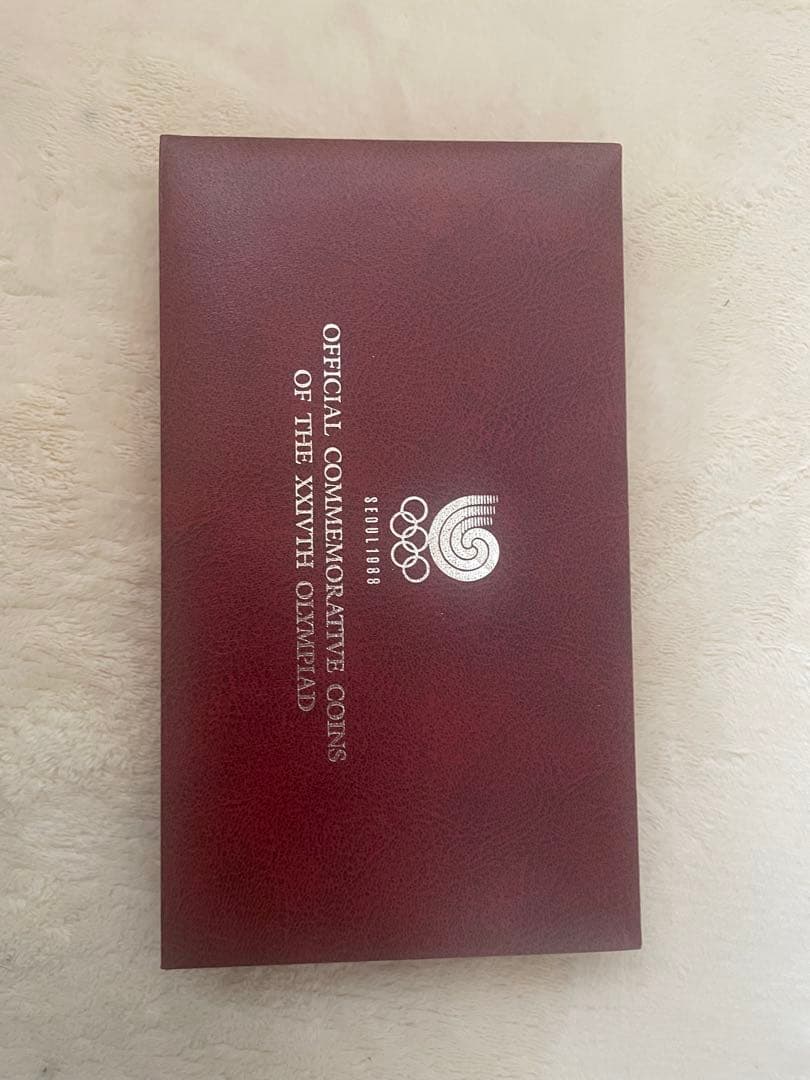 SEOUL 1988
OFFICIAL COMMEMORATIVE COINS
OF THE XXIVTH OLYMPIAD